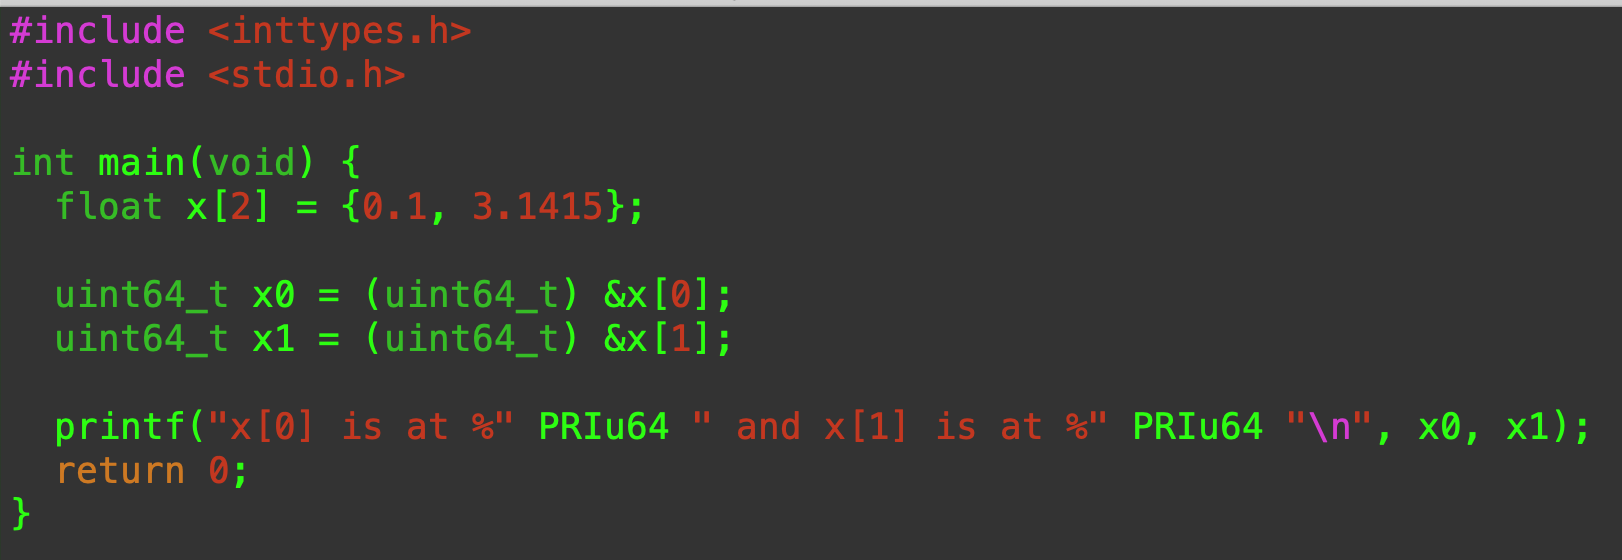 #include <inttypes.h>
#include <stdio.h>
int main(void) {
  float x[2] = {0.1, 3.1415};
  uint64_t x0 = (uint64_t) &x[0];
  uint64_t x1 = (uint64_t) &x[1];
  printf("x[0] is at %" PRIu64 " and x[1] is at %" PRIu64 "\n", x0, x1);
  return 0;
}